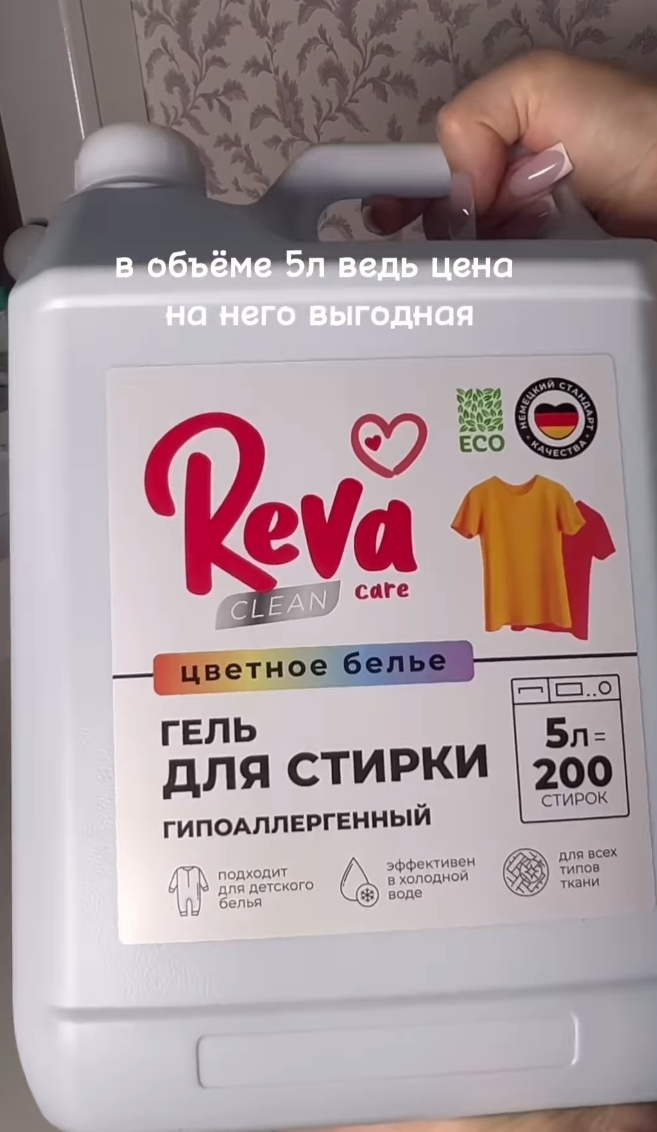 в объёме 5л ведь цена
на него выгодная
Reva
CLEAN
care
ECO
НЕМЕЦКИЙ СТАНДАРТ
КАЧЕСТВА
цветное белье
ГЕЛЬ
ДЛЯ СТИРКИ
ГИПОАЛЛЕРГЕННЫЙ
5л=
200
СТИРОК
подходит
для детского
белья
эффективен
в холодной
воде
для всех
типов
ткани